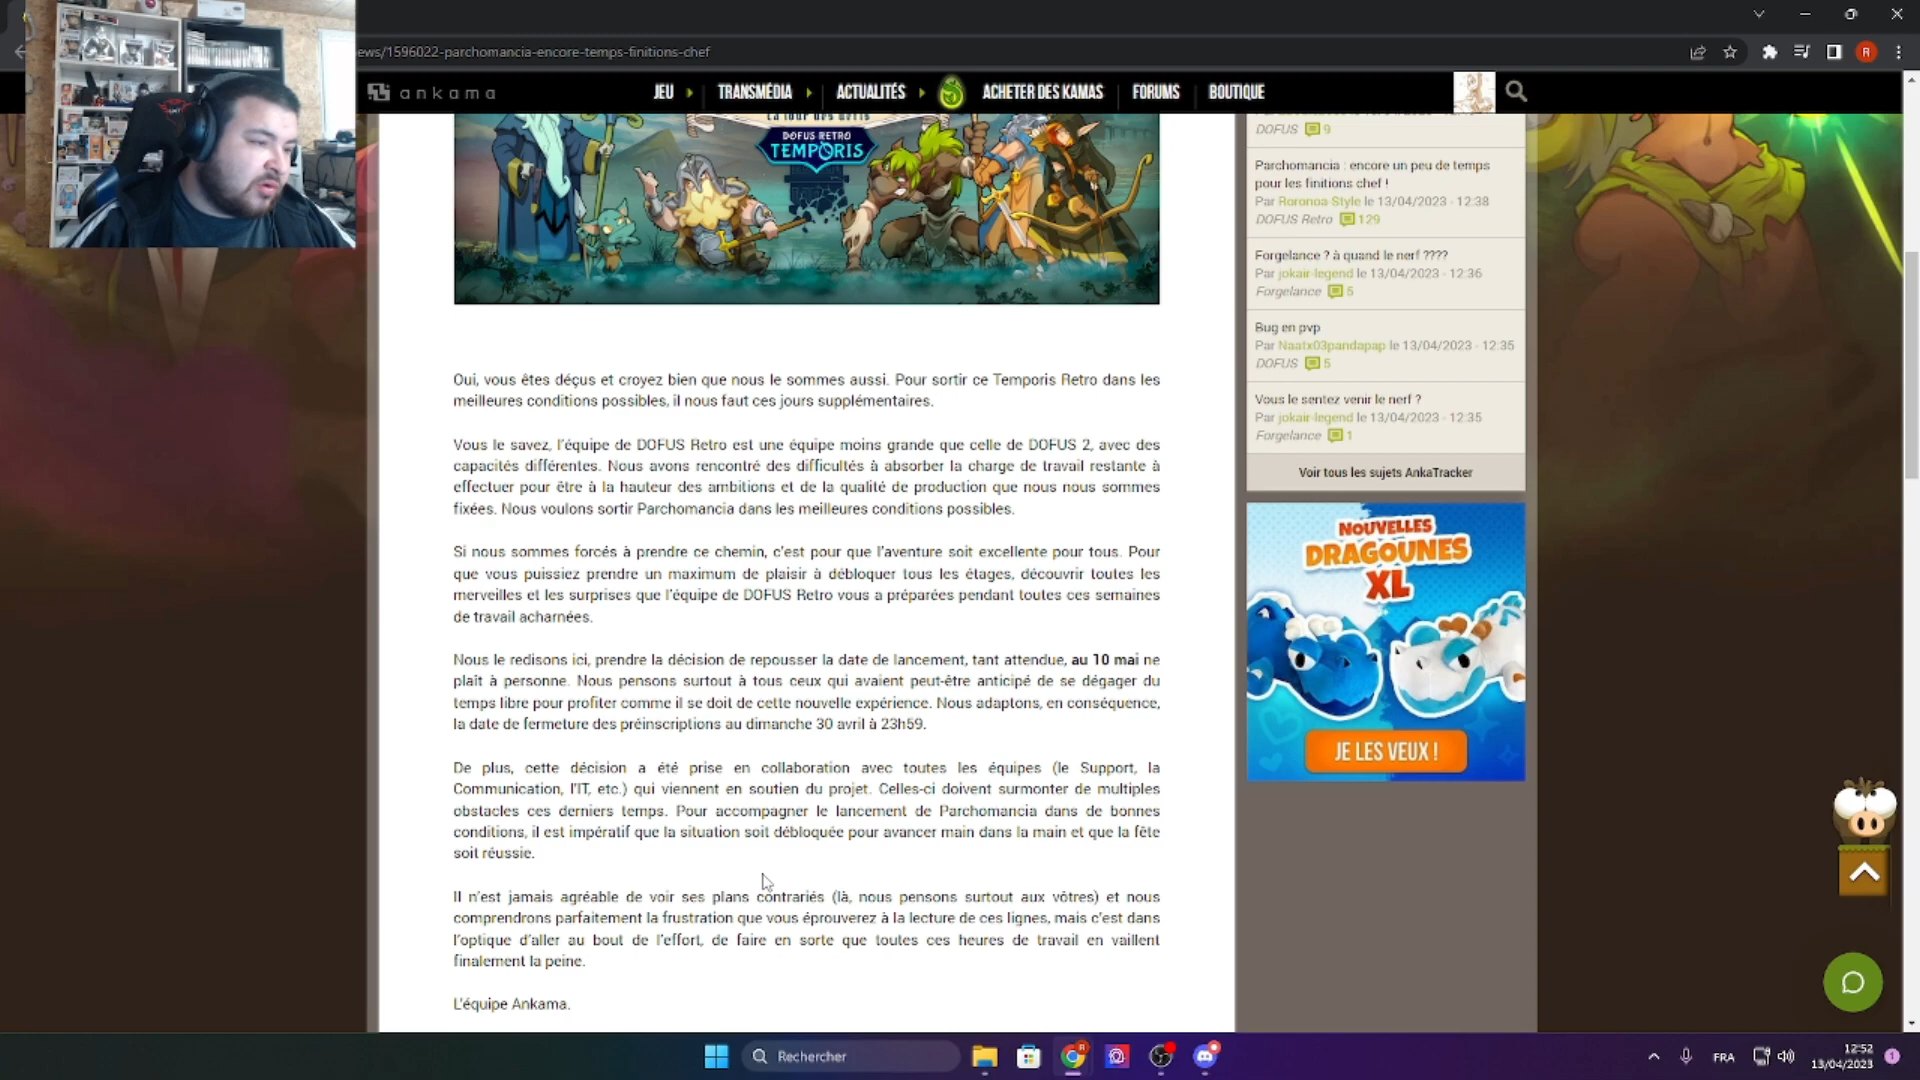 ews/1596022-parchomancia-encore-temps-finitions-chef
R
ankama
JEU
TRANSMÉDIA
ACTUALITÉS
ACHETER DES KAMAS
FORUMS
BOUTIQUE
DOFUS RETRO
TEMPORIS
DOFUS 9
Parchomancia : encore un peu de temps
pour les finitions chef !
Par Roronoa-Style le 13/04/2023 - 12:38
DOFUS Retro 129
Forgelance ? à quand le nerf ????
Par jokair-legend le 13/04/2023 - 12:36
Forgelance 5
Bug en pvp
Par Naatx03pandapap le 13/04/2023 - 12:35
DOFUS 5
Vous le sentez venir le nerf ?
Par jokair-legend le 13/04/2023 - 12:35
Forgelance 1
Voir tous les sujets AnkaTracker
NOUVELLES
DRAGOUNES
XL
JE LES VEUX !
Oui, vous êtes déçus et croyez bien que nous le sommes aussi. Pour sortir ce Temporis Retro dans les
meilleures conditions possibles, il nous faut ces jours supplémentaires.
Vous le savez, l'équipe de DOFUS Retro est une équipe moins grande que celle de DOFUS 2, avec des
capacités différentes. Nous avons rencontré des difficultés à absorber la charge de travail restante à
effectuer pour être à la hauteur des ambitions et de la qualité de production que nous nous sommes
fixées. Nous voulons sortir Parchomancia dans les meilleures conditions possibles.
Si nous sommes forcés à prendre ce chemin, c'est pour que l'aventure soit excellente pour tous. Pour
que vous puissiez prendre un maximum de plaisir à débloquer tous les étages, découvrir toutes les
merveilles et les surprises que l'équipe de DOFUS Retro vous a préparées pendant toutes ces semaines
de travail acharnées.
Nous le redisons ici, prendre la décision de repousser la date de lancement, tant attendue, au 10 mai ne
plaît à personne. Nous pensons surtout à tous ceux qui avaient peut-être anticipé de se dégager du
temps libre pour profiter comme il se doit de cette nouvelle expérience. Nous adaptons, en conséquence,
la date de fermeture des préinscriptions au dimanche 30 avril à 23h59.
De plus, cette décision a été prise en collaboration avec toutes les équipes (le Support, la
Communication, l'IT, etc.) qui viennent en soutien du projet. Celles-ci doivent surmonter de multiples
obstacles ces derniers temps. Pour accompagner le lancement de Parchomancia dans de bonnes
conditions, il est impératif que la situation soit débloquée pour avancer main dans la main et que la fête
soit réussie.
Il n'est jamais agréable de voir ses plans contrariés (là, nous pensons surtout aux vôtres) et nous
comprendrons parfaitement la frustration que vous éprouverez à la lecture de ces lignes, mais c'est dans
l'optique d'aller au bout de l'effort, de faire en sorte que toutes ces heures de travail en vaillent
finalement la peine.
L'équipe Ankama.
Rechercher
FRA
12:52
13/04/2023
1